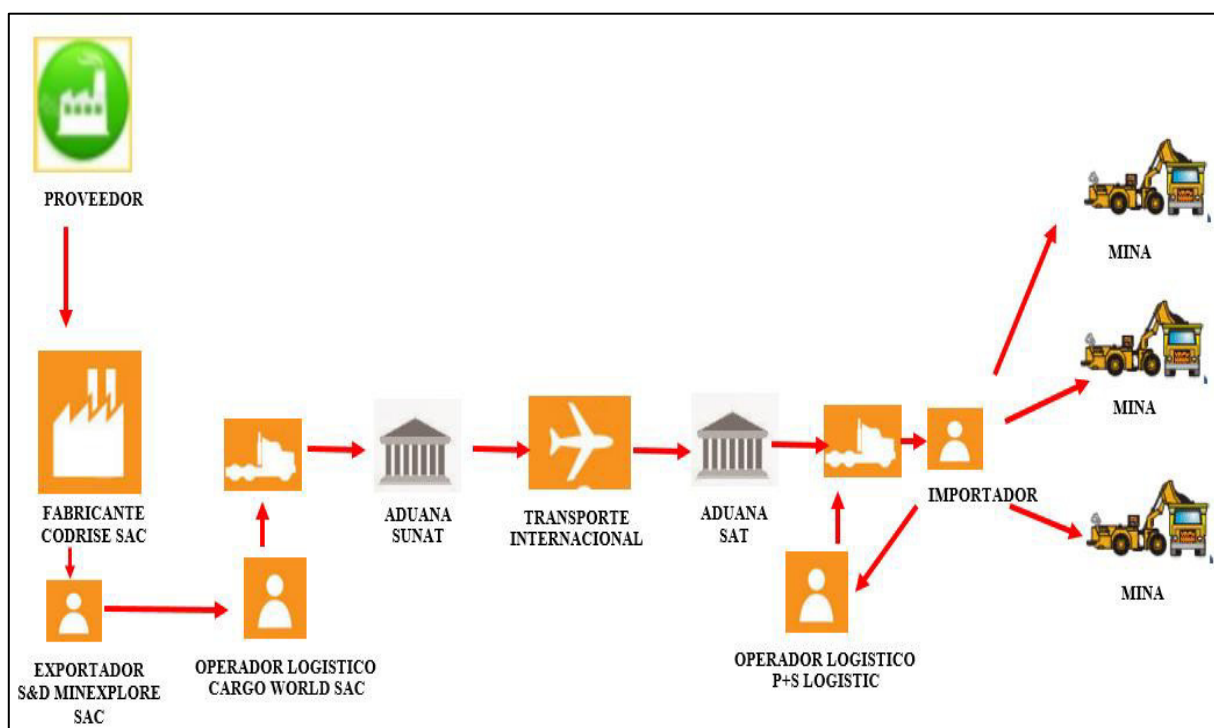 PROVEEDOR
FABRICANTE
CODRISE SAC
EXPORTADOR
S&D MINEXPLORE
SAC
OPERADOR LOGISTICO
CARGO WORLD SAC
ADUANA
SUNAT
TRANSPORTE
INTERNACIONAL
ADUANA
SAT
OPERADOR LOGISTICO
P+S LOGISTIC
IMPORTADOR
MINA
MINA
MINA